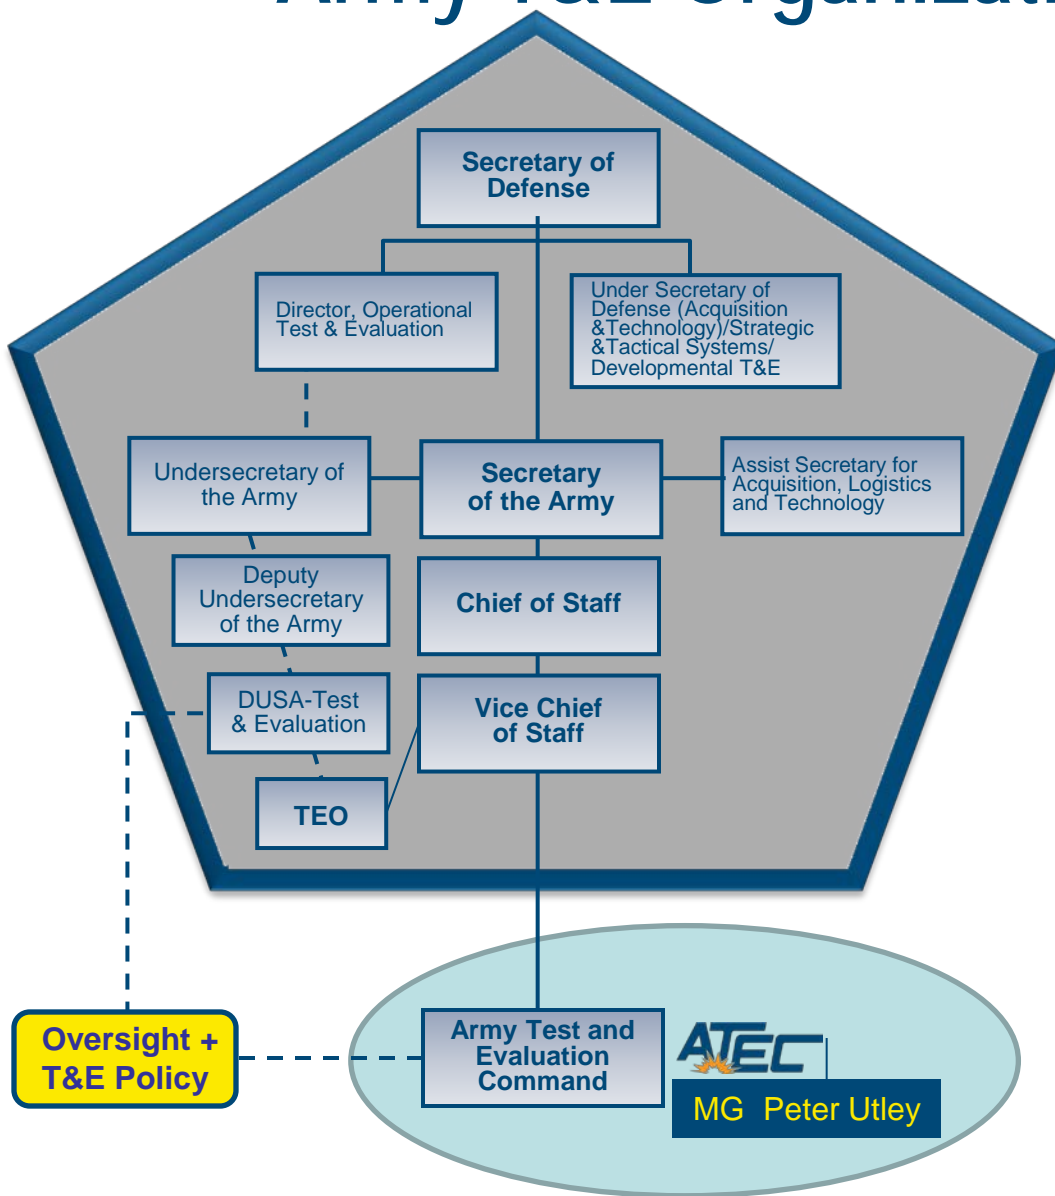 Army T&E Organizati
Secretary of
Defense
Director, Operational
Test & Evaluation
Under Secretary of
Defense (Acquisition
&Technology)/Strategic
&Tactical Systems/
Developmental T&E
Undersecretary of
the Army
Secretary
of the Army
Assist Secretary for
Acquisition, Logistics
and Technology
Deputy
Undersecretary
of the Army
Chief of Staff
DUSA-Test
& Evaluation
Vice Chief
of Staff
TEO
Oversight +
T&E Policy
Army Test and
Evaluation
Command
ATEC
MG Peter Utley